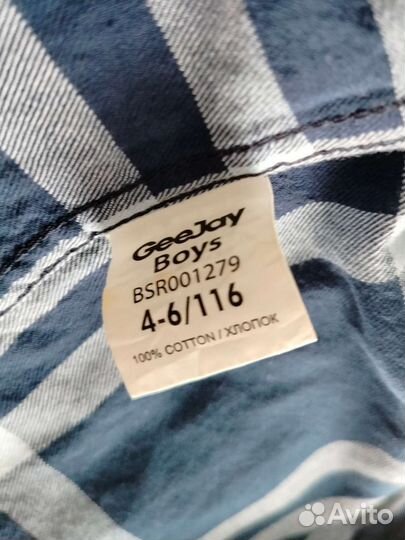 GeeJay
Boys
BSR001279
4-6/116
100% COTTON / ХЛОПОК
Avito